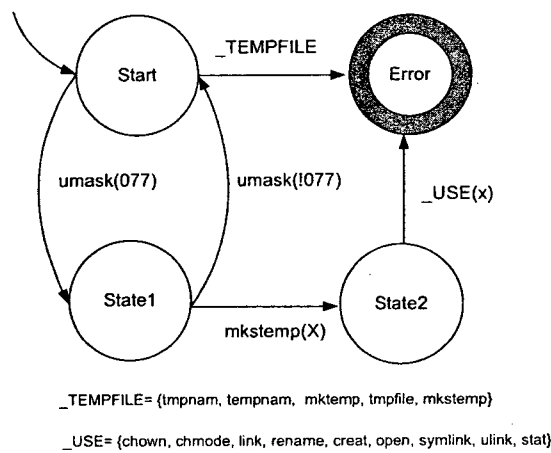 _TEMPFILE
Start
Error
umask(077)
umask(!077)
_USE(x)
State1
State2
mkstemp(X)
_TEMPFILE= {tmpnam, tempnam, mktemp, tmpfile, mkstemp}
_USE= {chown, chmode, link, rename, creat, open, symlink, ulink, stat}